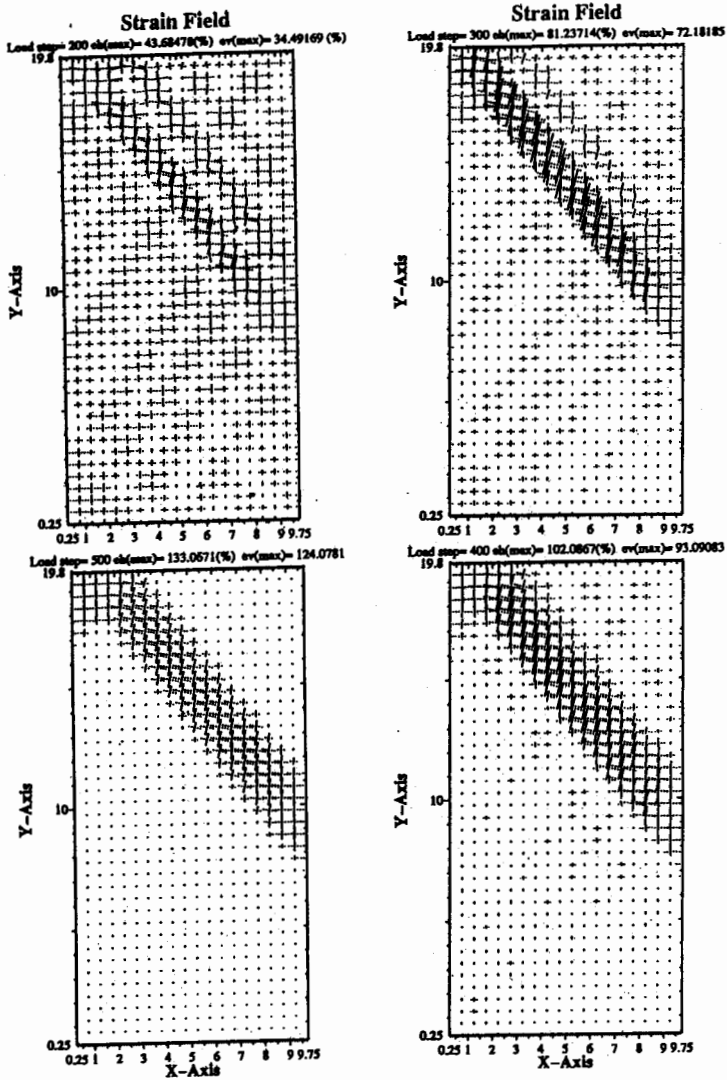 Strain Field
Load step= 200 eh(max)= 43.68478(%) ev(max)= 34.49169 (%)
19.8
Y-Axis
10
0.25
0.25 1 2 3 4 5 6 7 8 9 9.75
Strain Field
Load step= 300 eh(max)= 81.23714(%) ev(max)= 72.18185
19.8
Y-Axis
10
0.25
0.25 1 2 3 4 5 6 7 8 9 9.75
Load step= 500 eh(max)= 133.0671(%) ev(max)= 124.0781
19.8
Y-Axis
10
0.25
0.25 1 2 3 4 5 6 7 8 9 9.75
X-Axis
Load step= 400 eh(max)= 102.0867(%) ev(max)= 93.09083
19.8
Y-Axis
10
0.25
0.25 1 2 3 4 5 6 7 8 9 9.75
X-Axis